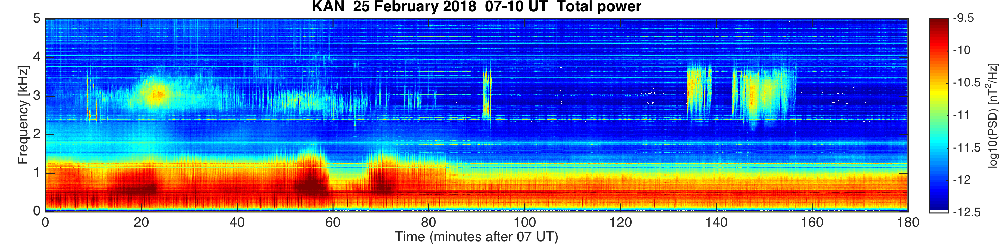 KAN 25 February 2018 07-10 UT Total power
5
4
3
2
1
0
Frequency [kHz]
0 20 40 60 80 100 120 140 160 180
Time (minutes after 07 UT)
-9.5
-10
-10.5
-11
-11.5
-12
-12.5
log10(PSD) [nT²/Hz]